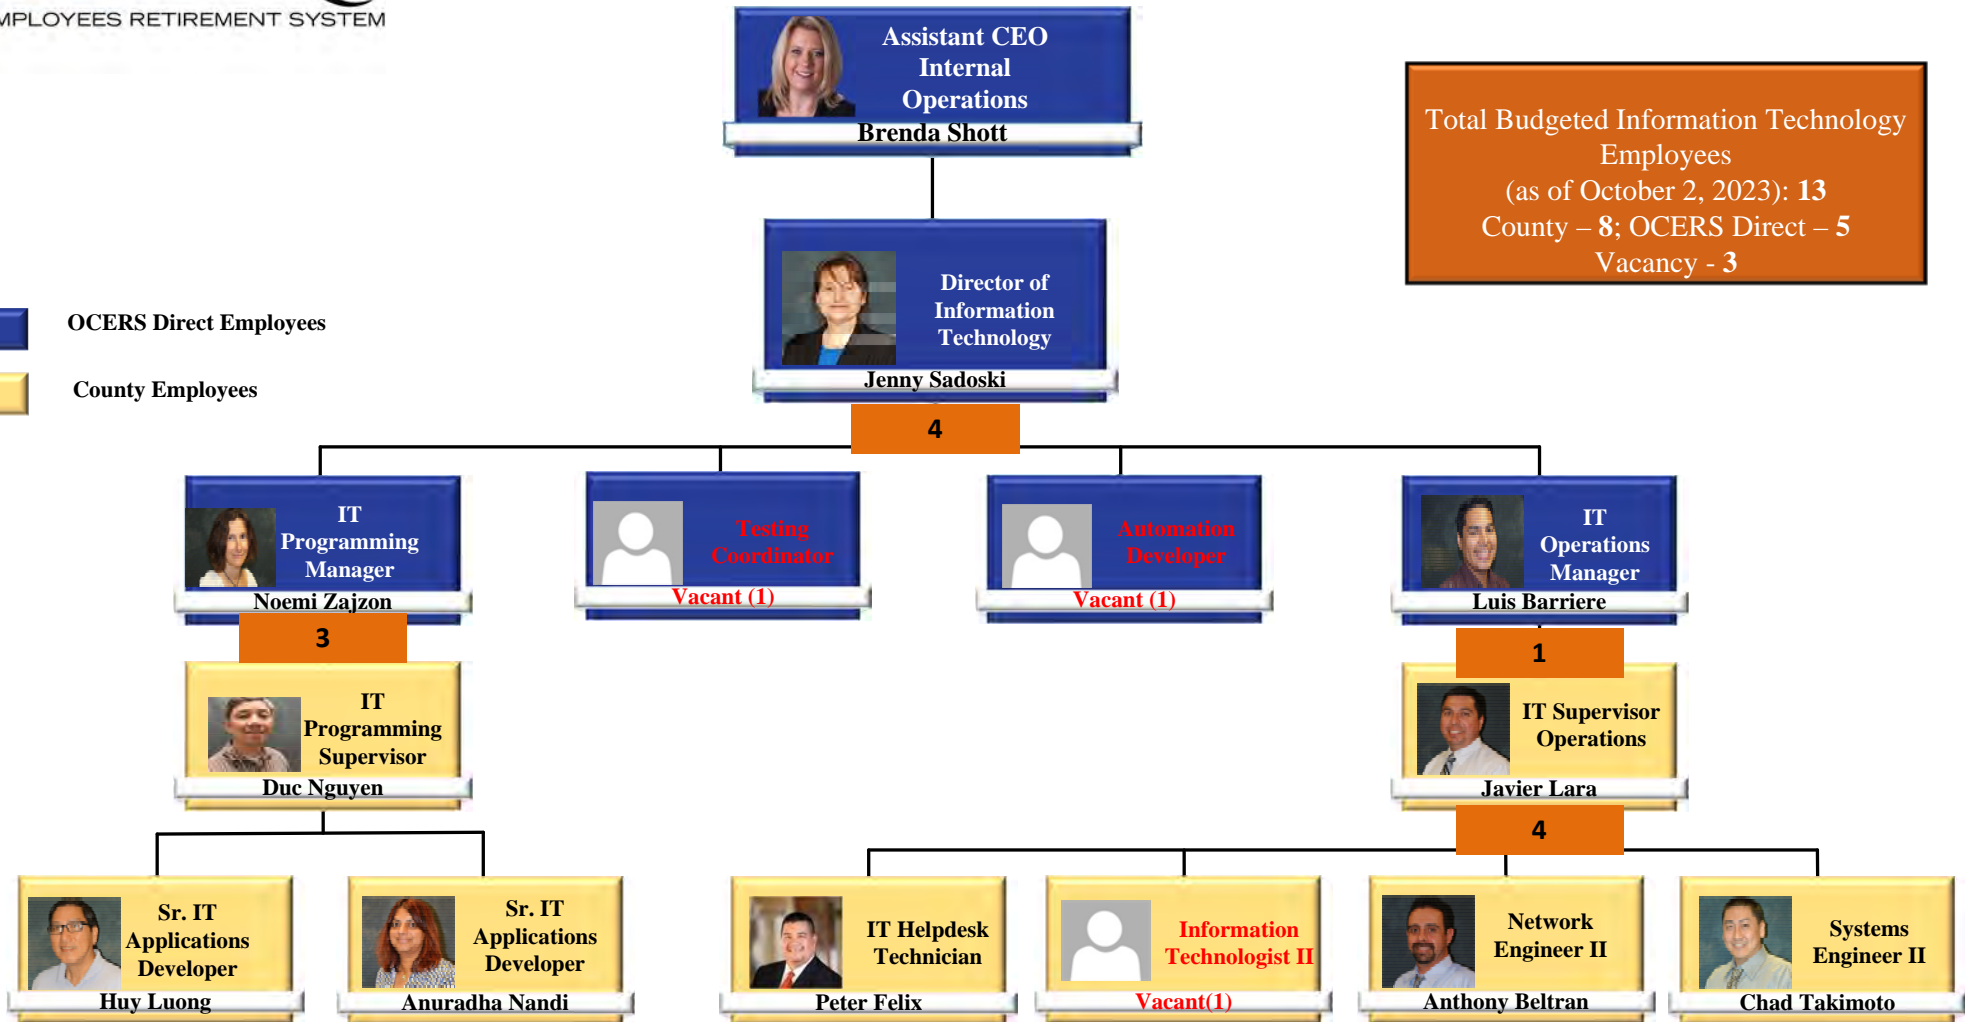 EMPLOYEES RETIREMENT SYSTEM
Assistant CEO
Internal
Operations
Brenda Shott
Total Budgeted Information Technology
Employees
(as of October 2, 2023): 13
County – 8; OCERS Direct – 5
Vacancy - 3
Director of
Information
Technology
Jenny Sadoski
OCERS Direct Employees
County Employees
4
IT
Programming
Manager
Noemi Zajzon
Testing
Coordinator
Vacant (1)
Automation
Developer
Vacant (1)
IT
Operations
Manager
Luis Barriere
3
1
IT
Programming
Supervisor
Duc Nguyen
IT Supervisor
Operations
Javier Lara
4
Sr. IT
Applications
Developer
Huy Luong
Sr. IT
Applications
Developer
Anuradha Nandi
IT Helpdesk
Technician
Peter Felix
Information
Technologist II
Vacant(1)
Network
Engineer II
Anthony Beltran
Systems
Engineer II
Chad Takimoto